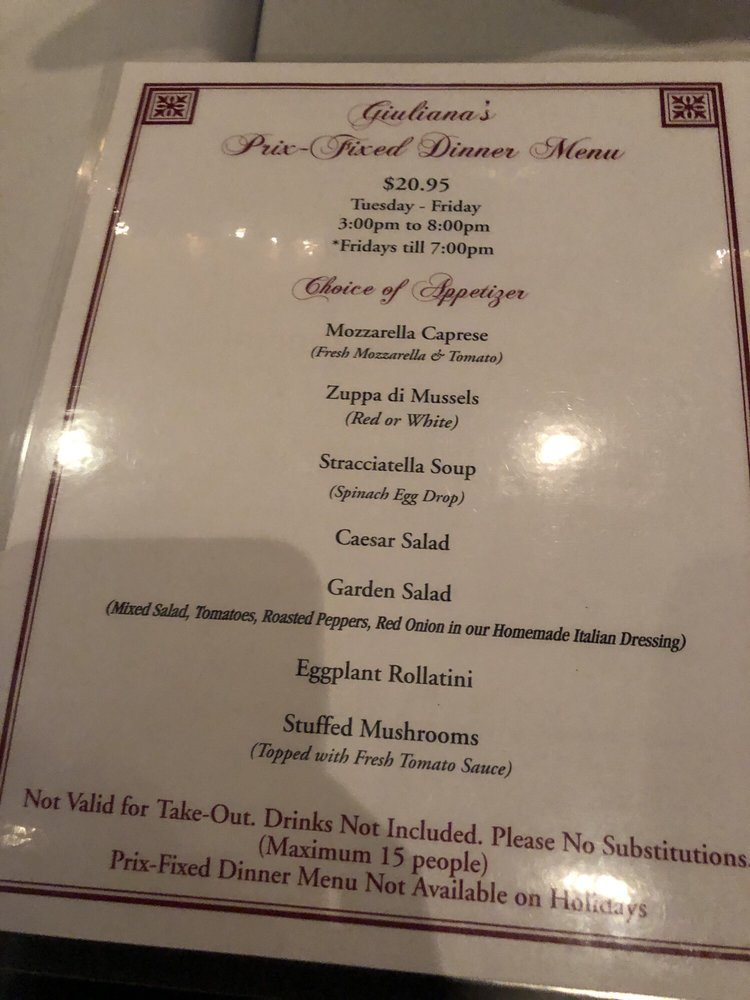 Giuliana's
Prix-Fixed Dinner Menu
$20.95
Tuesday - Friday
3:00pm to 8:00pm
*Fridays till 7:00pm
Choice of Appetizer
Mozzarella Caprese
(Fresh Mozzarella & Tomato)
Zuppa di Mussels
(Red or White)
Stracciatella Soup
(Spinach Egg Drop)
Caesar Salad
Garden Salad
(Mixed Salad, Tomatoes, Roasted Peppers, Red Onion in our Homemade Italian Dressing)
Eggplant Rollatini
Stuffed Mushrooms
(Topped with Fresh Tomato Sauce)
Not Valid for Take-Out. Drinks Not Included. Please No Substitutions.
(Maximum 15 people)
Prix-Fixed Dinner Menu Not Available on Holidays